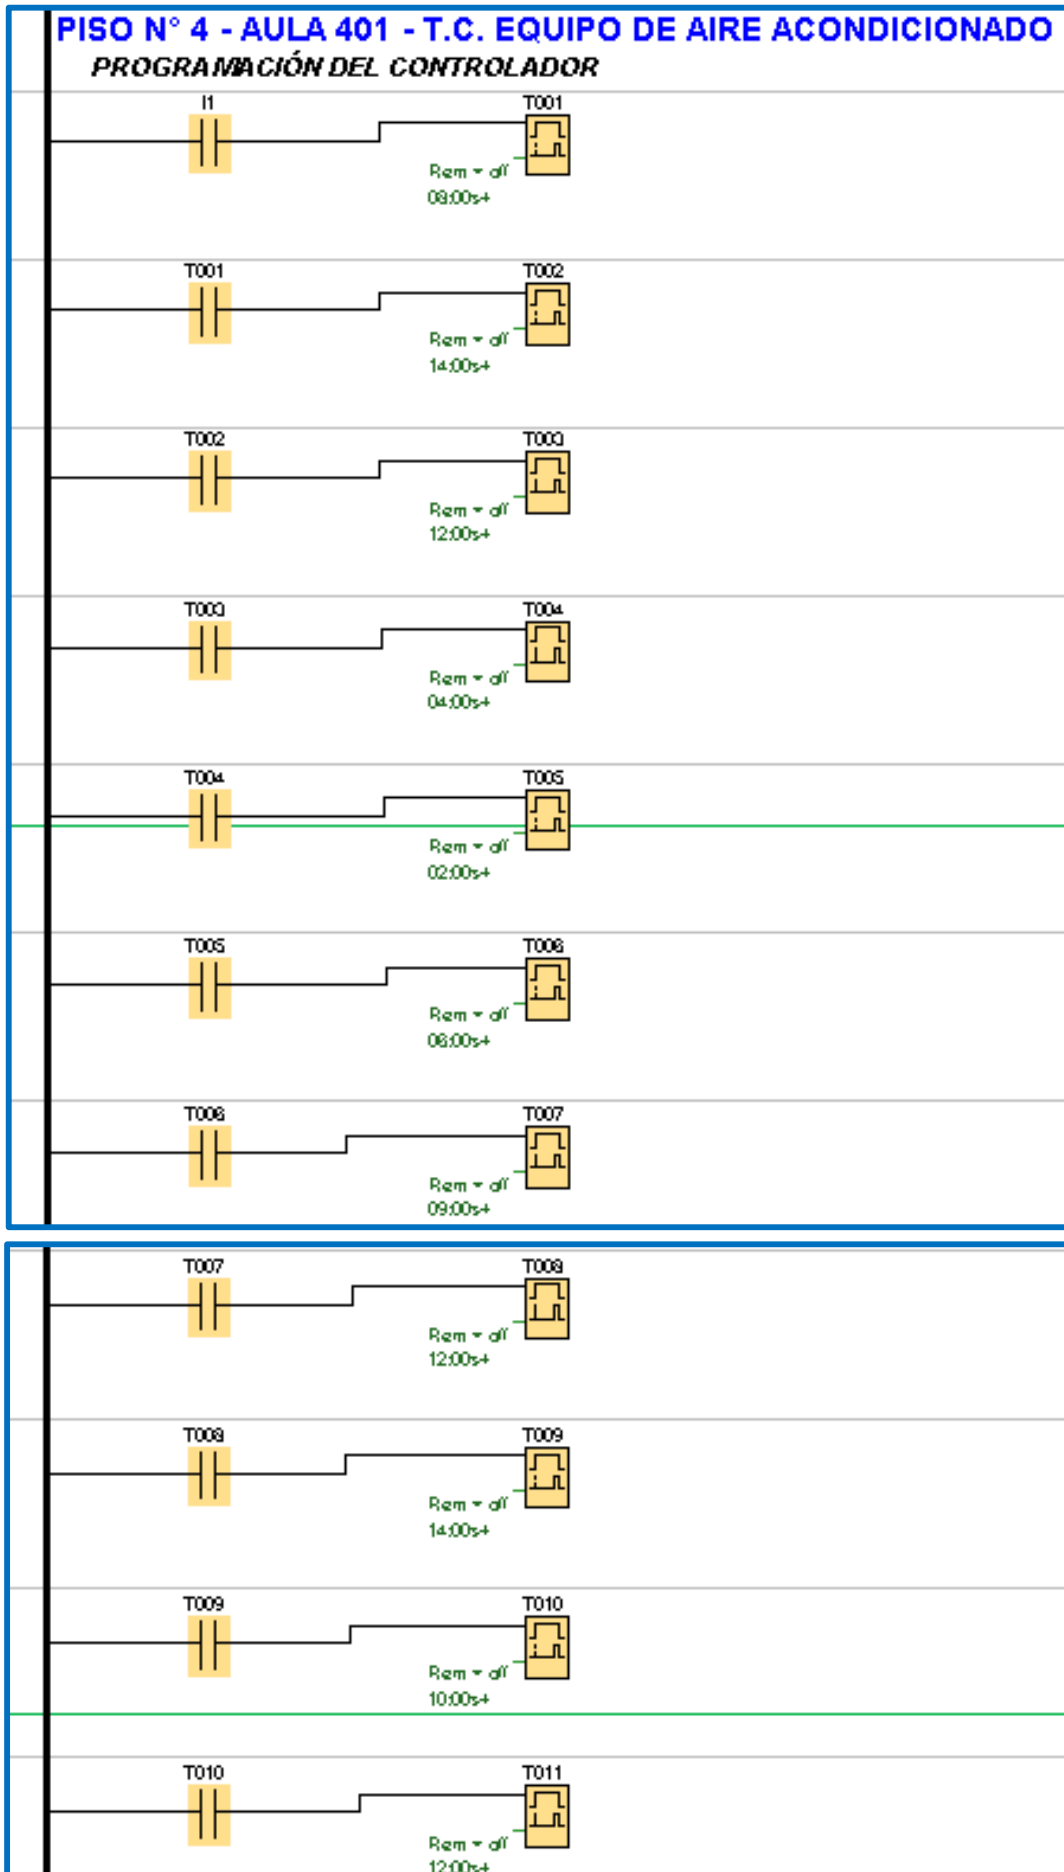 PISO N° 4 - AULA 401 - T.C. EQUIPO DE AIRE ACONDICIONADO
PROGRAMACIÓN DEL CONTROLADOR
I1 T001
Rem = off
08:00s+
T001 T002
Rem = off
14:00s+
T002 T003
Rem = off
12:00s+
T003 T004
Rem = off
04:00s+
T004 T005
Rem = off
02:00s+
T005 T006
Rem = off
06:00s+
T006 T007
Rem = off
09:00s+
T007 T008
Rem = off
12:00s+
T008 T009
Rem = off
14:00s+
T009 T010
Rem = off
10:00s+
T010 T011
Rem = off
12:00s+